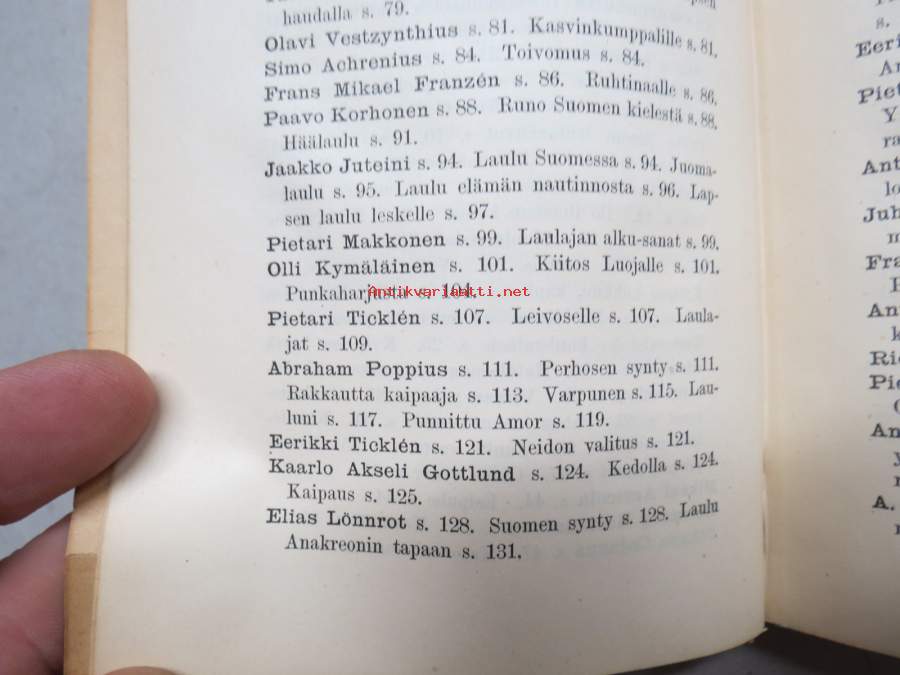 haudalla s. 79.
Olavi Vestzynthius s. 81. Kasvinkumppalille s. 81.
Simo Achrenius s. 84. Toivomus s. 84.
Frans Mikael Franzén s. 86. Ruhtinaalle s. 86.
Paavo Korhonen s. 88. Runo Suomen kielestä s. 88.
Häälaulu s. 91.
Jaakko Juteini s. 94. Laulu Suomessa s. 94. Juoma-
laulu s. 95. Laulu elämän nautinnosta s. 96. Lap-
sen laulu leskelle s. 97.
Pietari Makkonen s. 99. Laulajan alku-sanat s. 99.
Olli Kymäläinen s. 101. Kiitos Luojalle s. 101.
Punkaharjusta s. 104.
Antikvariaatti.net
Pietari Ticklén s. 107. Leivoselle s. 107. Laula-
jat s. 109.
Abraham Poppius s. 111. Perhosen synty s. 111.
Rakkautta kaipaaja s. 113. Varpunen s. 115. Lau-
luni s. 117. Punnittu Amor s. 119.
Eerikki Ticklén s. 121. Neidon valitus s. 121.
Kaarlo Akseli Gottlund s. 124. Kedolla s. 124.
Kaipaus s. 125.
Elias Lönnrot s. 128. Suomen synty s. 128. Laulu
Anakreonin tapaan s. 131.